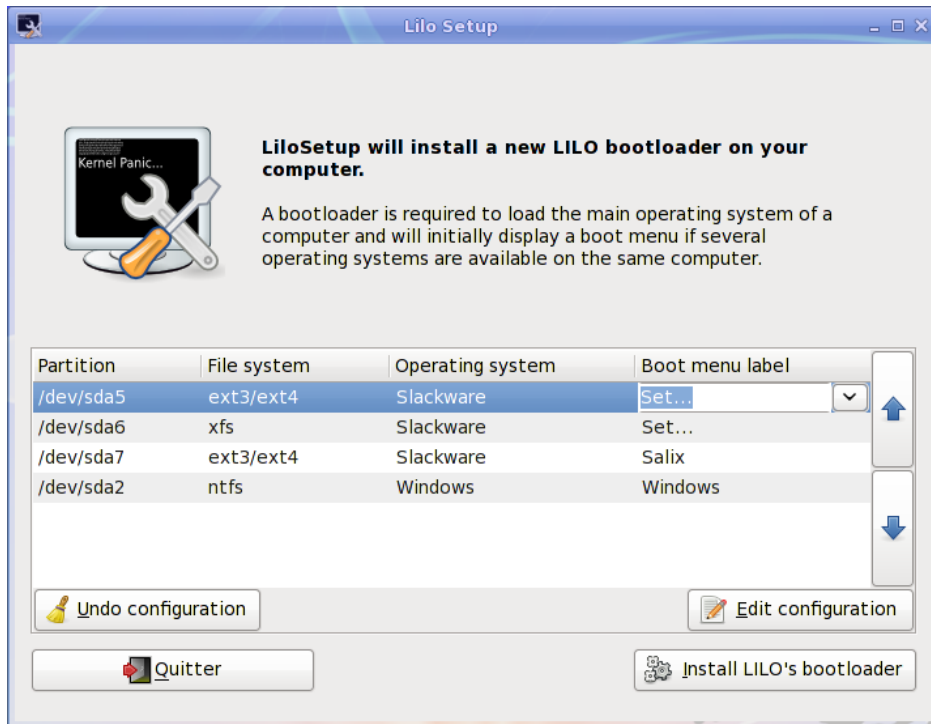 Lilo Setup
Kernel Panic...
LiloSetup will install a new LILO bootloader on your
computer.
A bootloader is required to load the main operating system of a
computer and will initially display a boot menu if several
operating systems are available on the same computer.
Partition File system Operating system Boot menu label
/dev/sda5 ext3/ext4 Slackware Set...
/dev/sda6 xfs Slackware Set...
/dev/sda7 ext3/ext4 Slackware Salix
/dev/sda2 ntfs Windows Windows
Undo configuration Edit configuration
Quitter Install LILO's bootloader